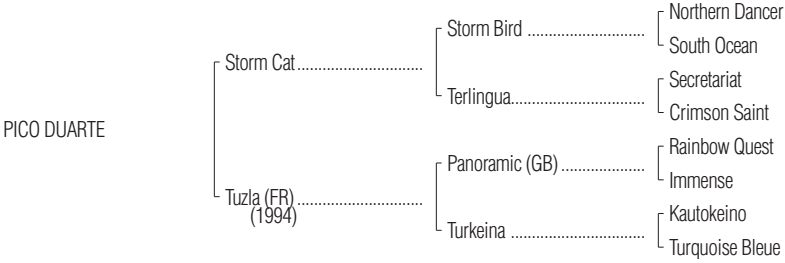 Northern Dancer
Storm Bird ............................
South Ocean
Storm Cat ..............................
Secretariat
Terlingua................................
Crimson Saint
PICO DUARTE
Rainbow Quest
Panoramic (GB) ....................
Immense
Tuzla (FR) ..............................
(1994)
Kautokeino
Turkeina ................................
Turquoise Bleue